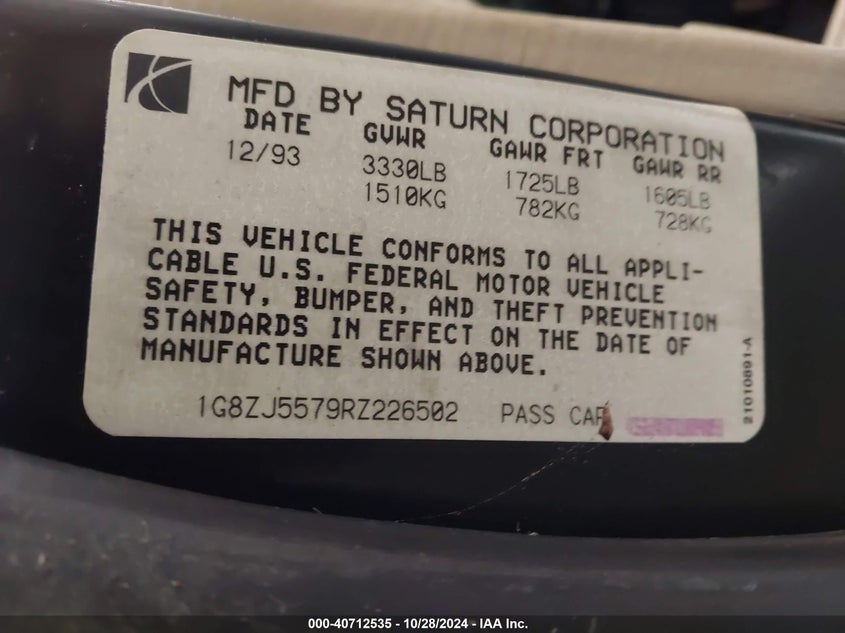 MFD BY SATURN CORPORATION
DATE GVWR GAWR FRT GAWR RR
12/93 3330LB 1725LB 1605LB
1510KG 782KG 728KG
THIS VEHICLE CONFORMS TO ALL APPLI-
CABLE U.S. FEDERAL MOTOR VEHICLE
SAFETY, BUMPER, AND THEFT PREVENTION
STANDARDS IN EFFECT ON THE DATE OF
MANUFACTURE SHOWN ABOVE.
1G8ZJ5579RZ226502 PASS CAR SATURN
21010891-A
000-40712535 - 10/28/2024 - IAA Inc.